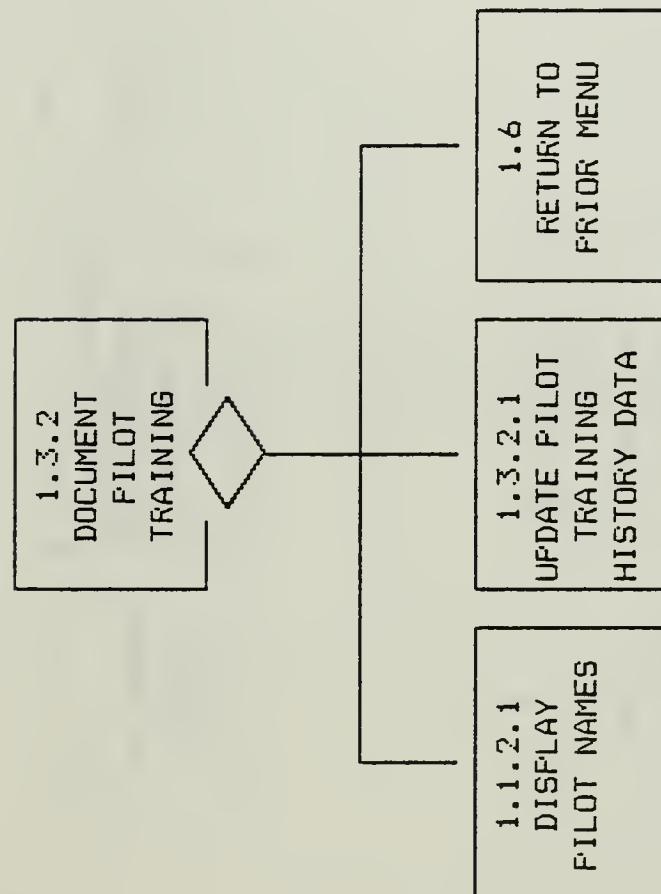 1.3.2
DOCUMENT
PILOT
TRAINING
1.1.2.1
DISPLAY
PILOT NAMES
1.3.2.1
UPDATE PILOT
TRAINING
HISTORY DATA
1.6
RETURN TO
PRIOR MENU